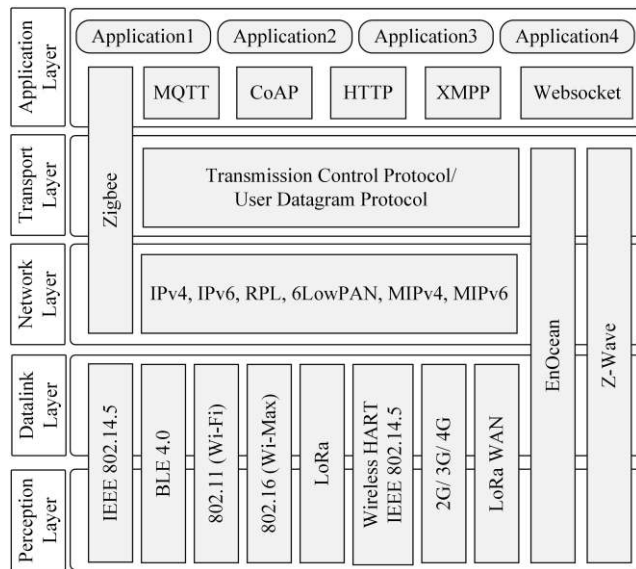 Application
Layer
Application1
Application2
Application3
Application4
MQTT
CoAP
HTTP
XMPP
Websocket
Zigbee
Transport
Layer
Transmission Control Protocol/
User Datagram Protocol
Network
Layer
IPv4, IPv6, RPL, 6LowPAN, MIPv4, MIPv6
EnOcean
Z-Wave
Datalink
Layer
Perception
Layer
IEEE 802.14.5
BLE 4.0
802.11 (Wi-Fi)
802.16 (Wi-Max)
LoRa
Wireless HART
IEEE 802.14.5
2G/ 3G/ 4G
LoRa WAN